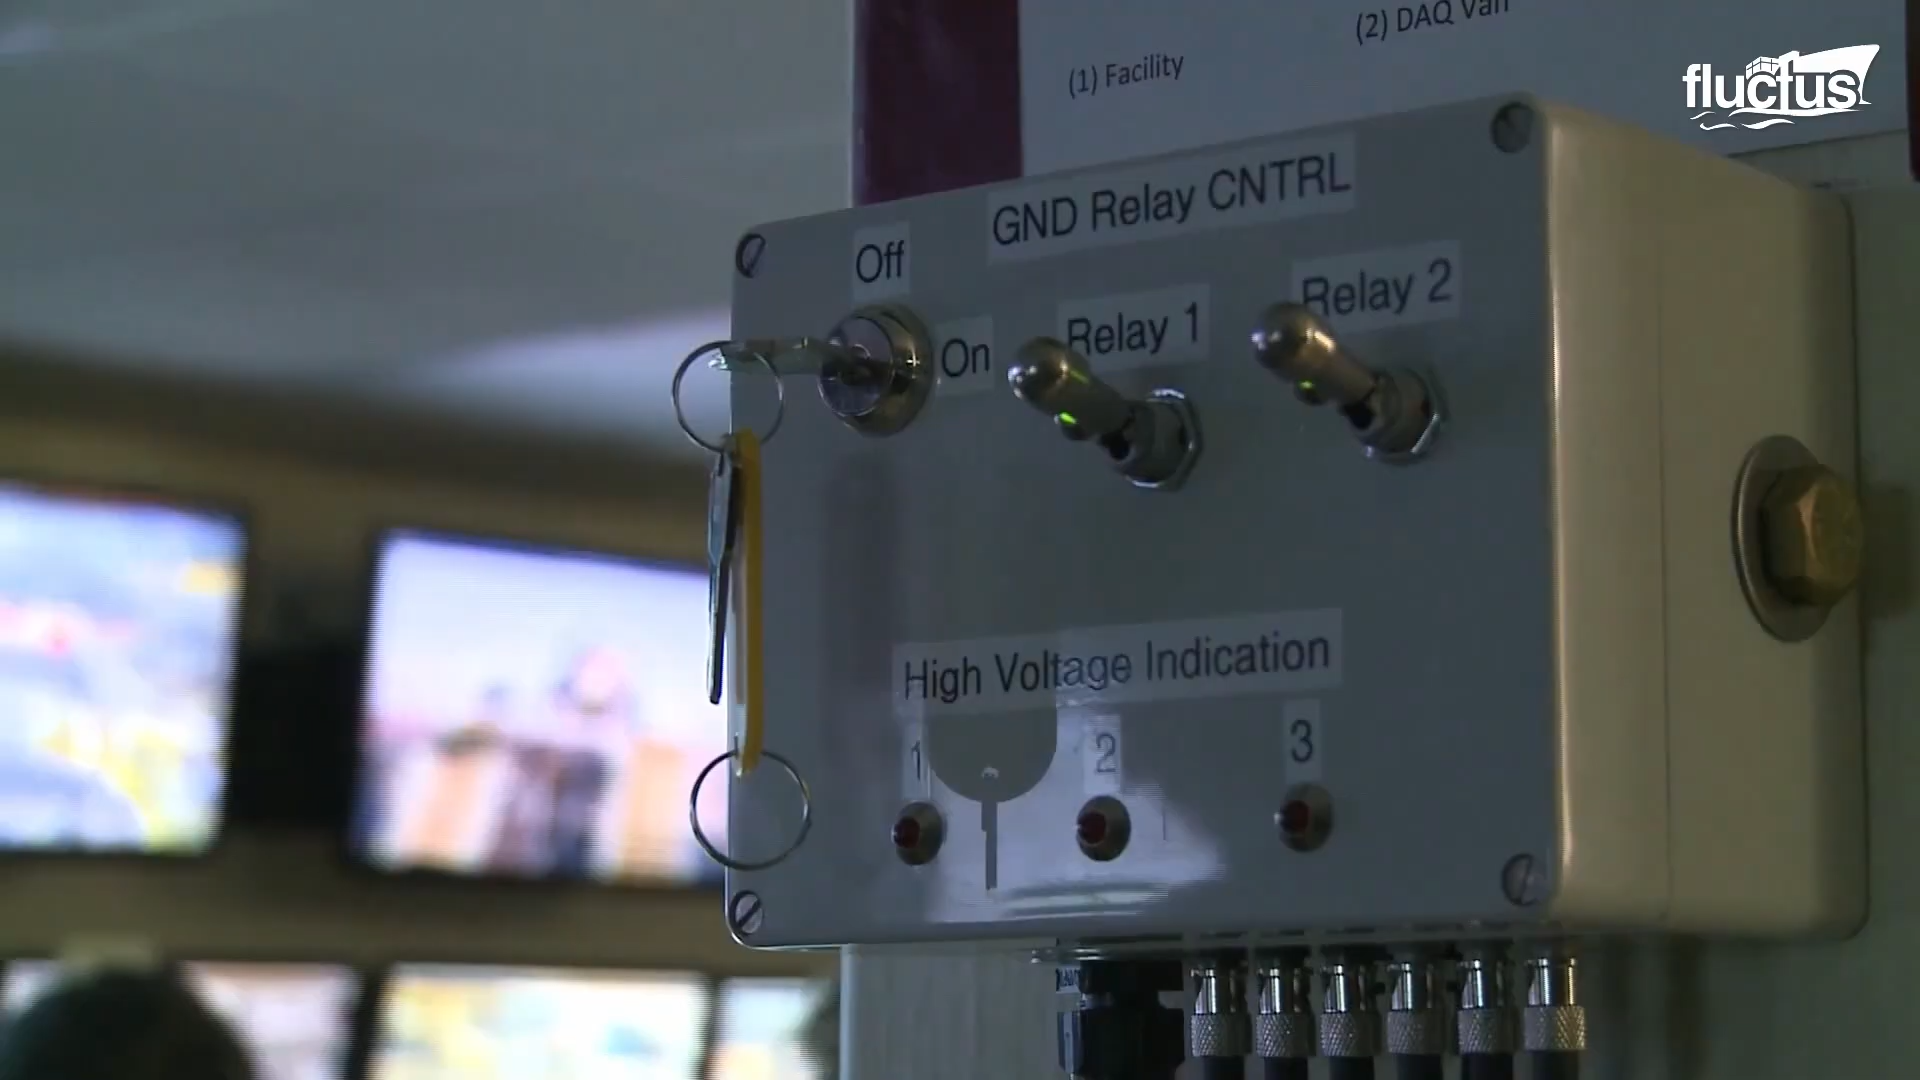 (2) DAQ Van
(1) Facility
fluctus
GND Relay CNTRL
Off
Relay 2
Relay 1
On
High Voltage Indication
1
2
3